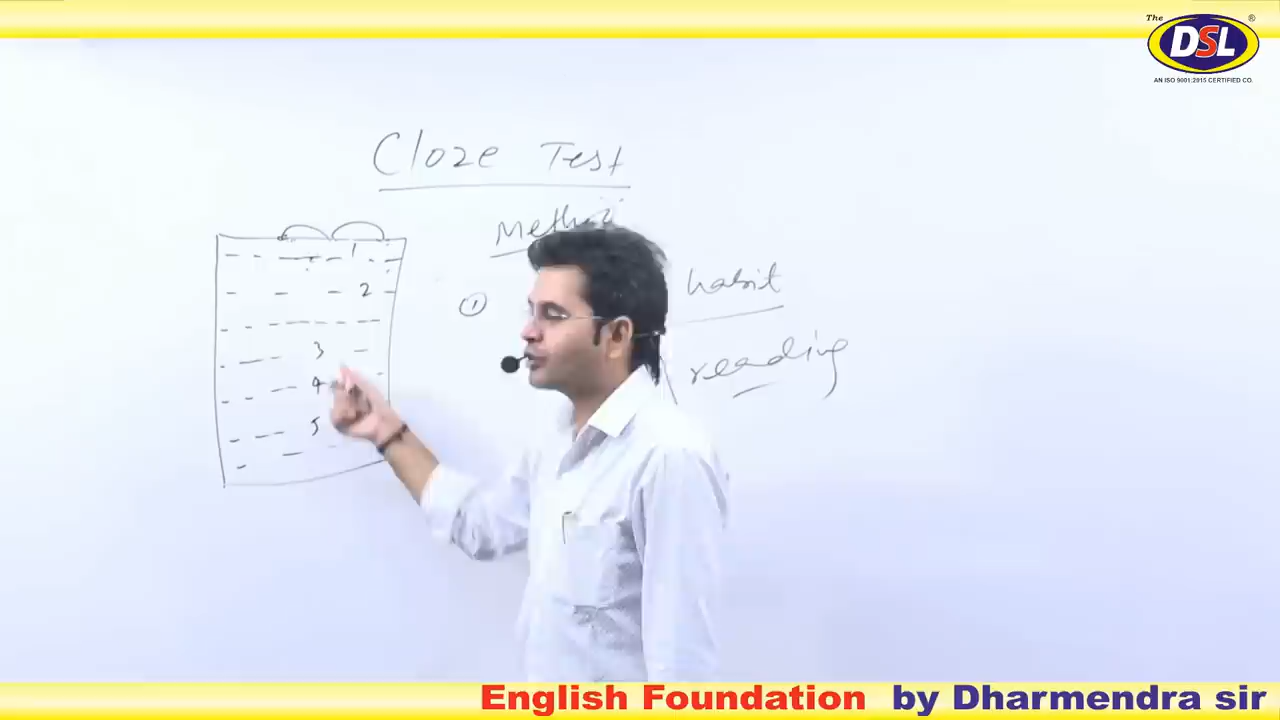 The
DSL
®
AN ISO 9001:2015 CERTIFIED CO.
Cloze Test
1
2
3
4
5
①
habit
reading
English Foundation by Dharmendra sir